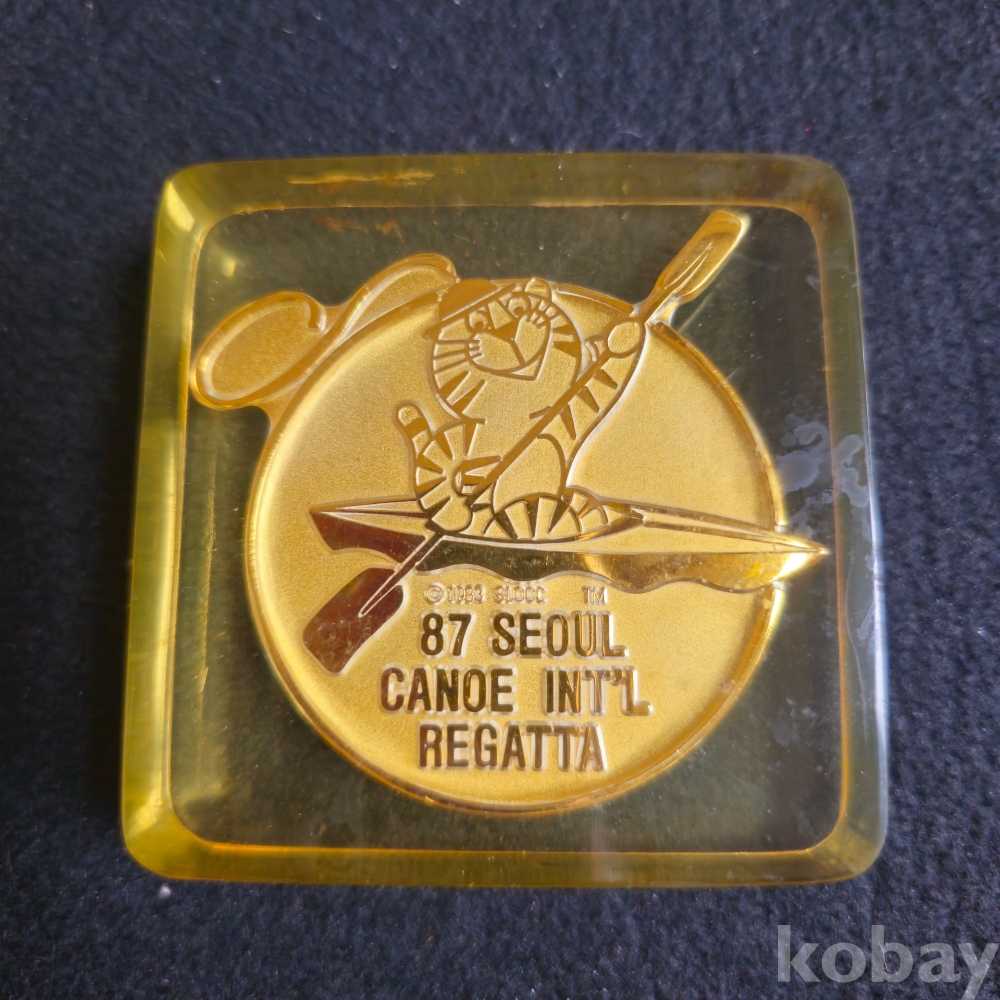 © 1983 SLOOC TM
87 SEOUL
CANOE INT'L
REGATTA
kobay